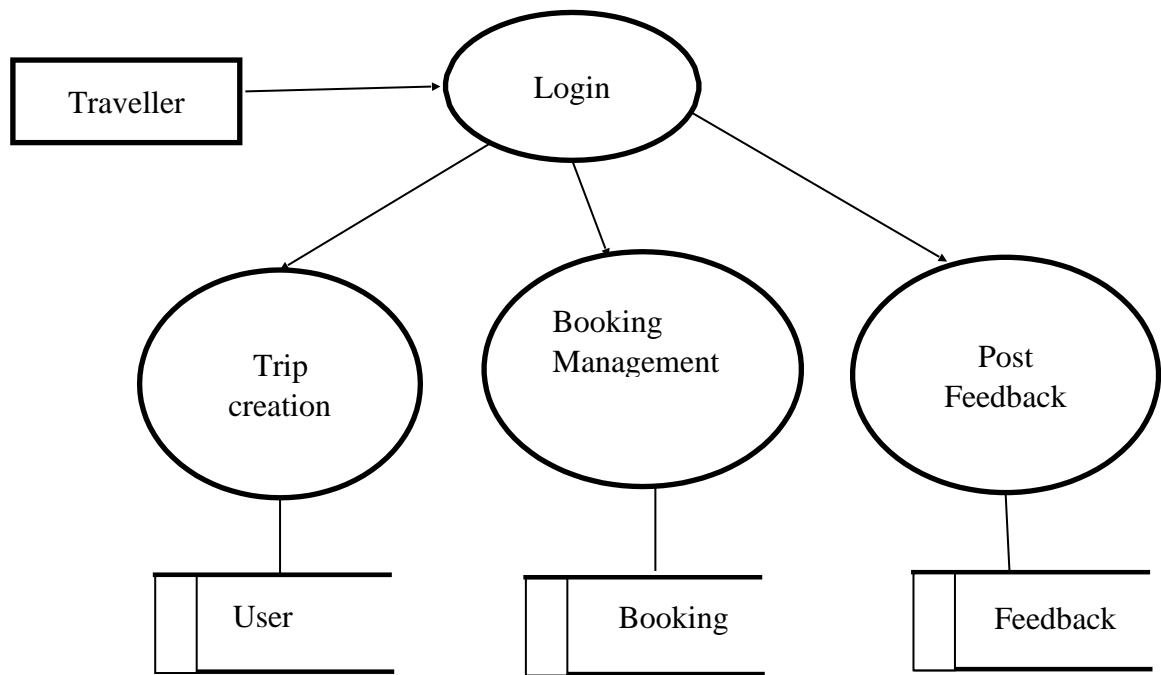 Traveller
Login
Trip
creation
Booking
Management
Post
Feedback
User
Booking
Feedback